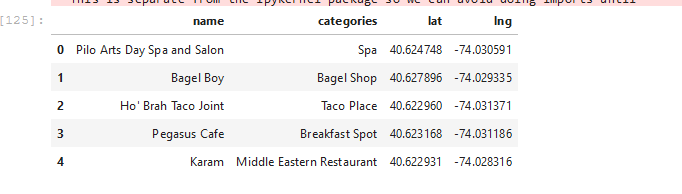 This is separate from the ipykernel package so we can avoid doing imports until
[125]:
name categories lat lng
0 Pilo Arts Day Spa and Salon Spa 40.624748 -74.030591
1 Bagel Boy Bagel Shop 40.627896 -74.029335
2 Ho' Brah Taco Joint Taco Place 40.622960 -74.031371
3 Pegasus Cafe Breakfast Spot 40.623168 -74.031186
4 Karam Middle Eastern Restaurant 40.622931 -74.028316